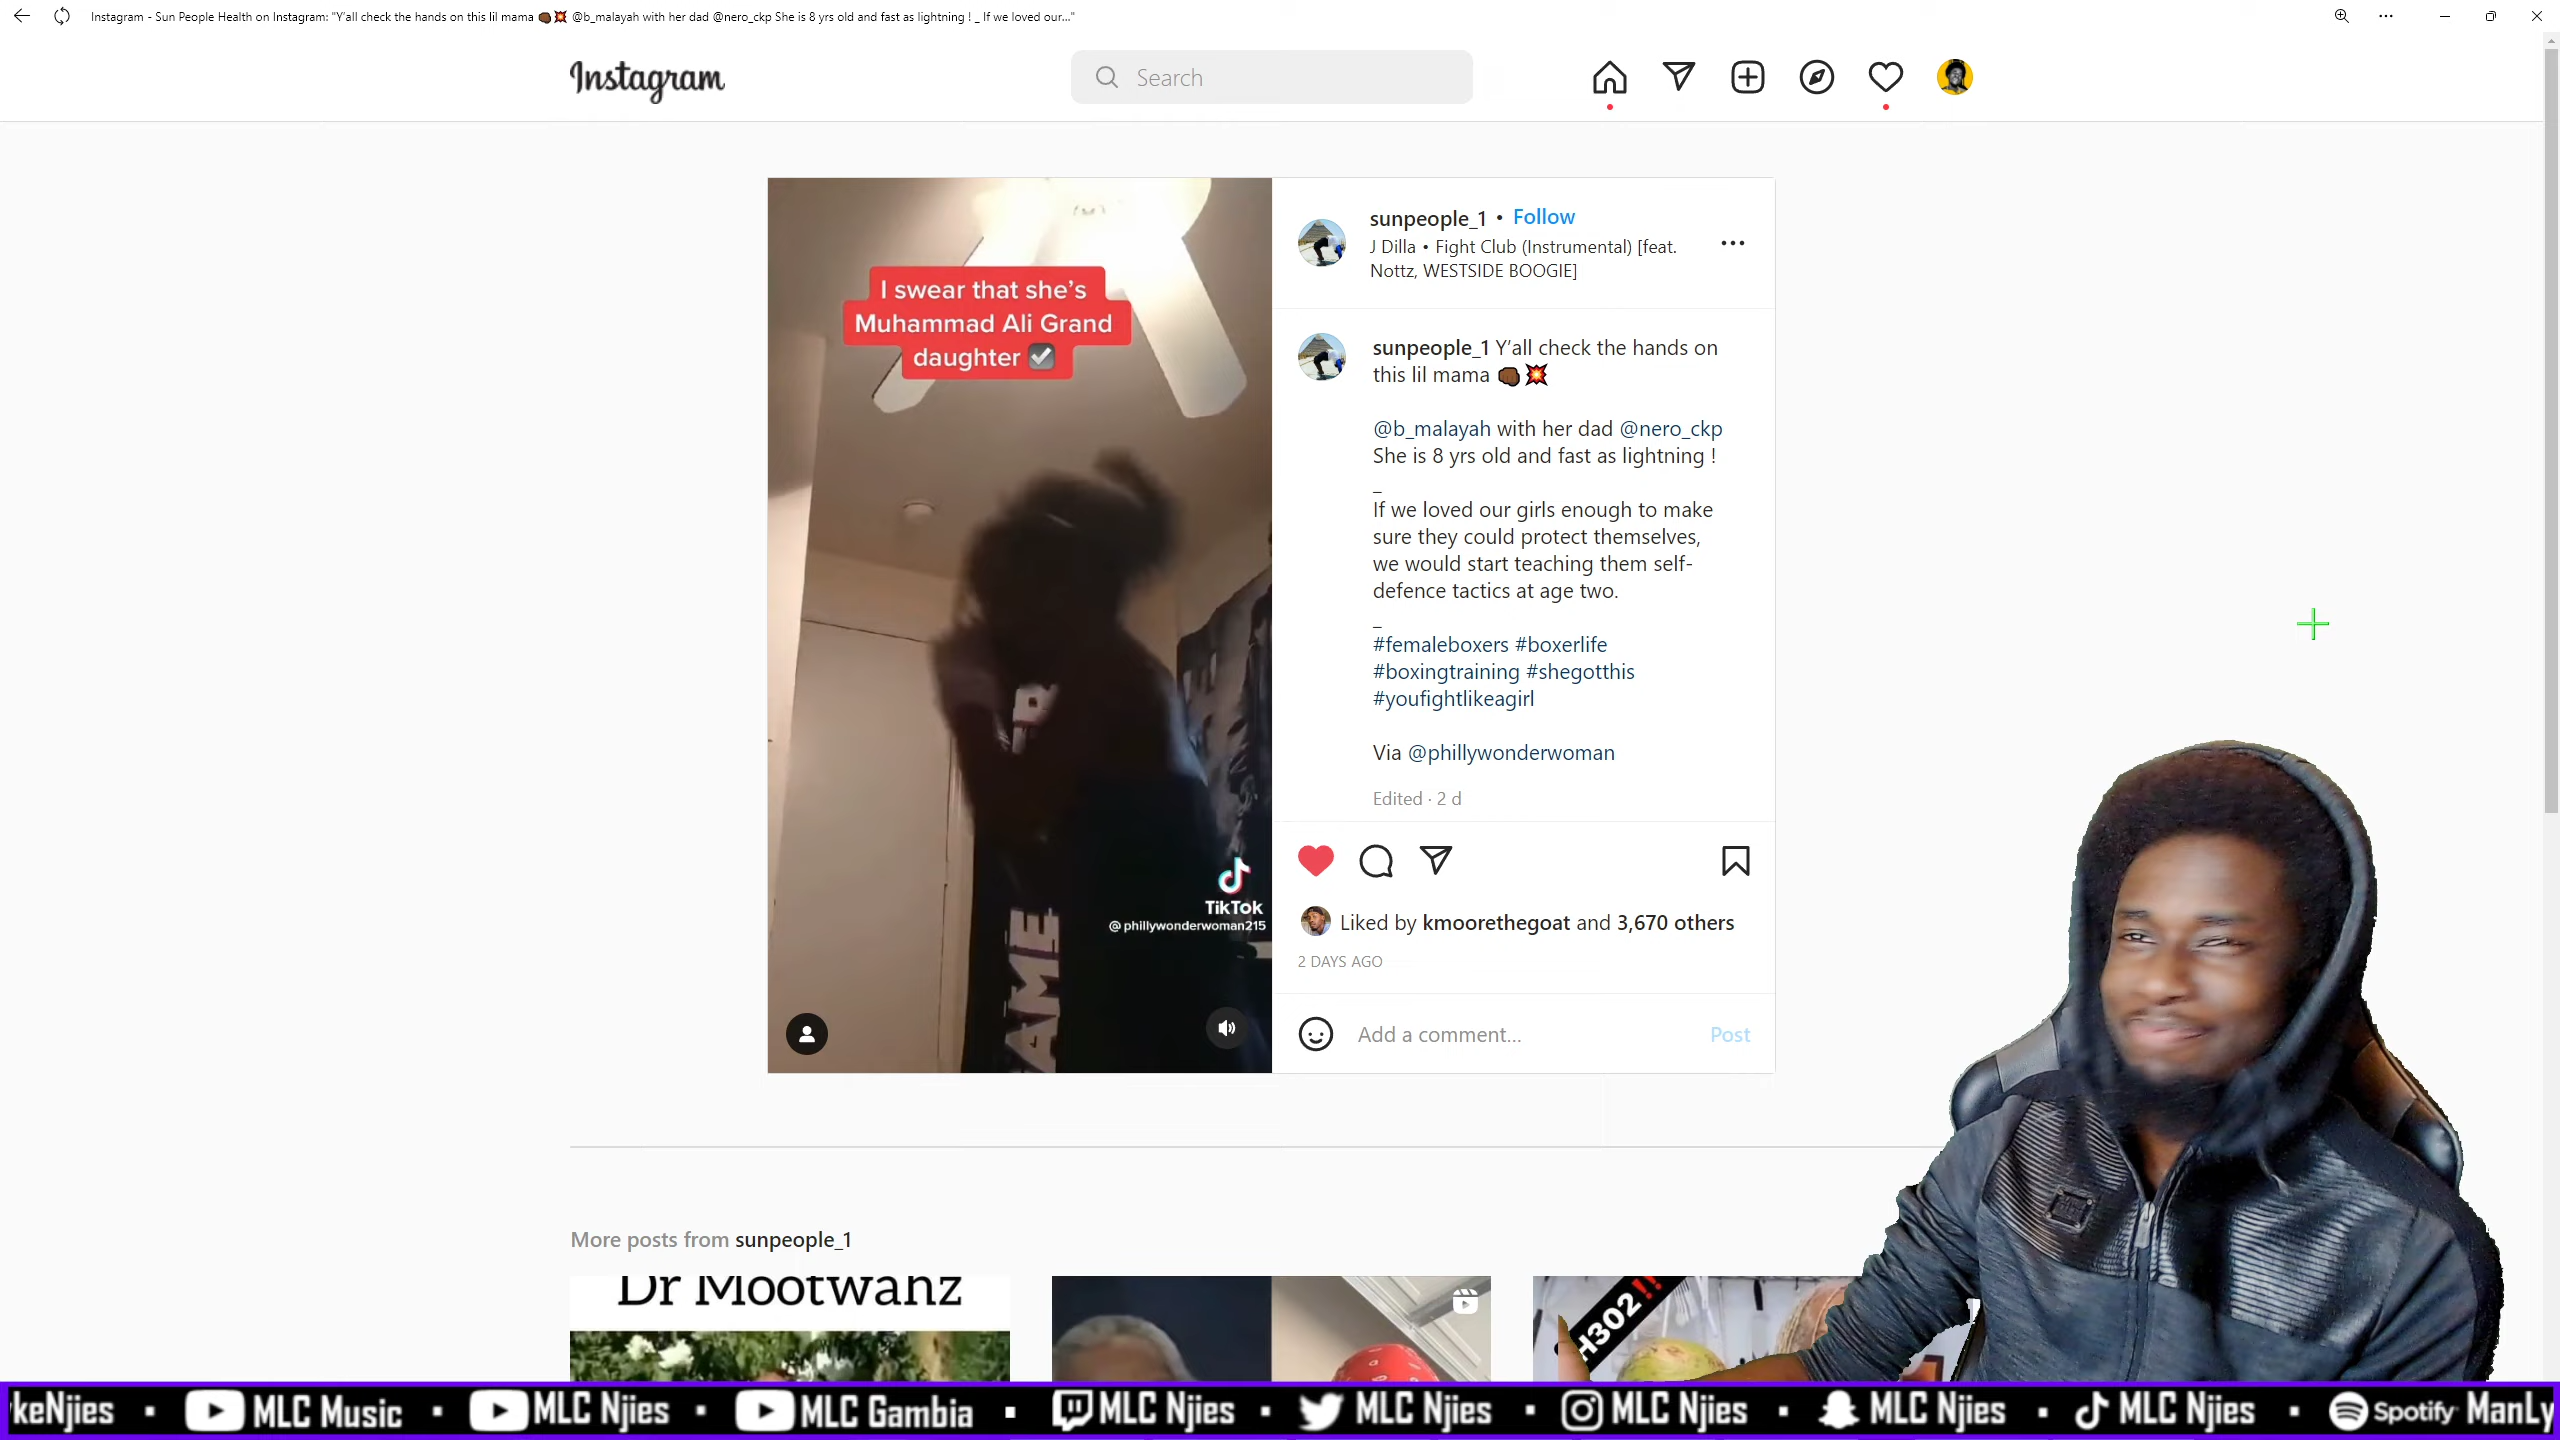 Instagram - Sun People Health on Instagram: "Y'all check the hands on this lil mama 👊🏿💥 @b_malayah with her dad @nero_ckp She is 8 yrs old and fast as lightning ! _ If we loved our..."
Instagram
Search
I swear that she's
Muhammad Ali Grand
daughter ☑
TikTok
@phillywonderwoman215
sunpeople_1 • Follow
J Dilla • Fight Club (Instrumental) [feat.
Nottz, WESTSIDE BOOGIE]
sunpeople_1 Y'all check the hands on
this lil mama 👊🏿💥
@b_malayah with her dad @nero_ckp
She is 8 yrs old and fast as lightning !
_
If we loved our girls enough to make
sure they could protect themselves,
we would start teaching them self-
defence tactics at age two.
_
#femaleboxers #boxerlife
#boxingtraining #shegotthis
#youfightlikeagirl
Via @phillywonderwoman
Edited · 2 d
Liked by kmoorethegoat and 3,670 others
2 DAYS AGO
Add a comment... Post
More posts from sunpeople_1
Dr Mootwanz
H302!!
keNjies · MLC Music · MLC Njies · MLC Gambia · MLC Njies · MLC Njies · MLC Njies · MLC Njies · MLC Njies · Spotify ManLy